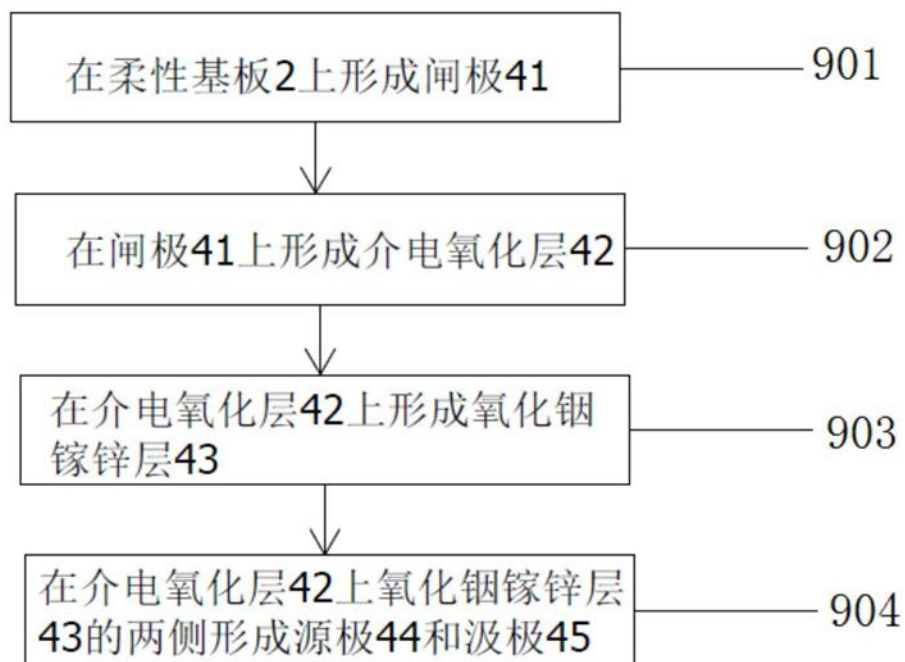 在柔性基板2上形成闸极41
901
在闸极41上形成介电氧化层42
902
在介电氧化层42上形成氧化铟
镓锌层43
903
在介电氧化层42上氧化铟镓锌层
43的两侧形成源极44和汲极45
904